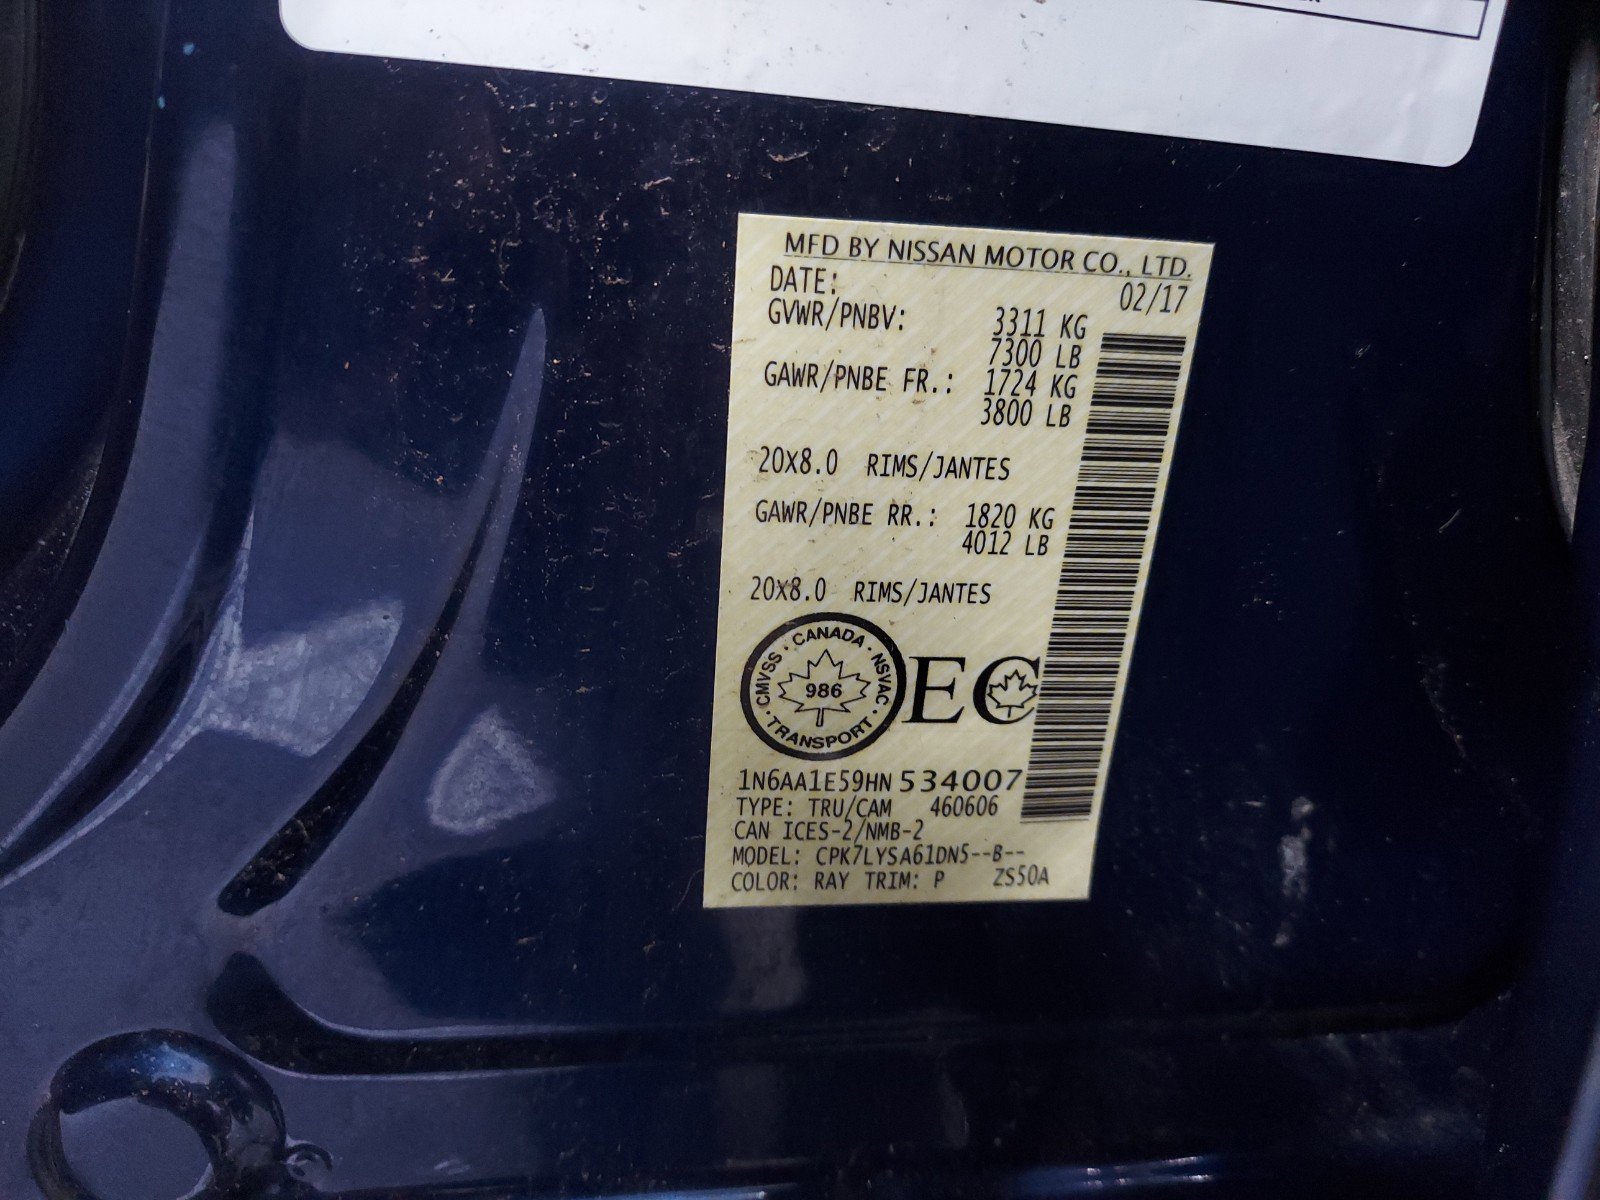 MFD BY NISSAN MOTOR CO., LTD.
DATE: 02/17
GVWR/PNBV: 3311 KG
7300 LB
GAWR/PNBE FR.: 1724 KG
3800 LB
20X8.0 RIMS/JANTES
GAWR/PNBE RR.: 1820 KG
4012 LB
20X8.0 RIMS/JANTES
CMVSS · CANADA · NSVAC · TRANSPORT ·
986
EC
1N6AA1E59HN534007
TYPE: TRU/CAM 460606
CAN ICES-2/NMB-2
MODEL: CPK7LYSA61DN5--B--
COLOR: RAY TRIM: P ZS50A